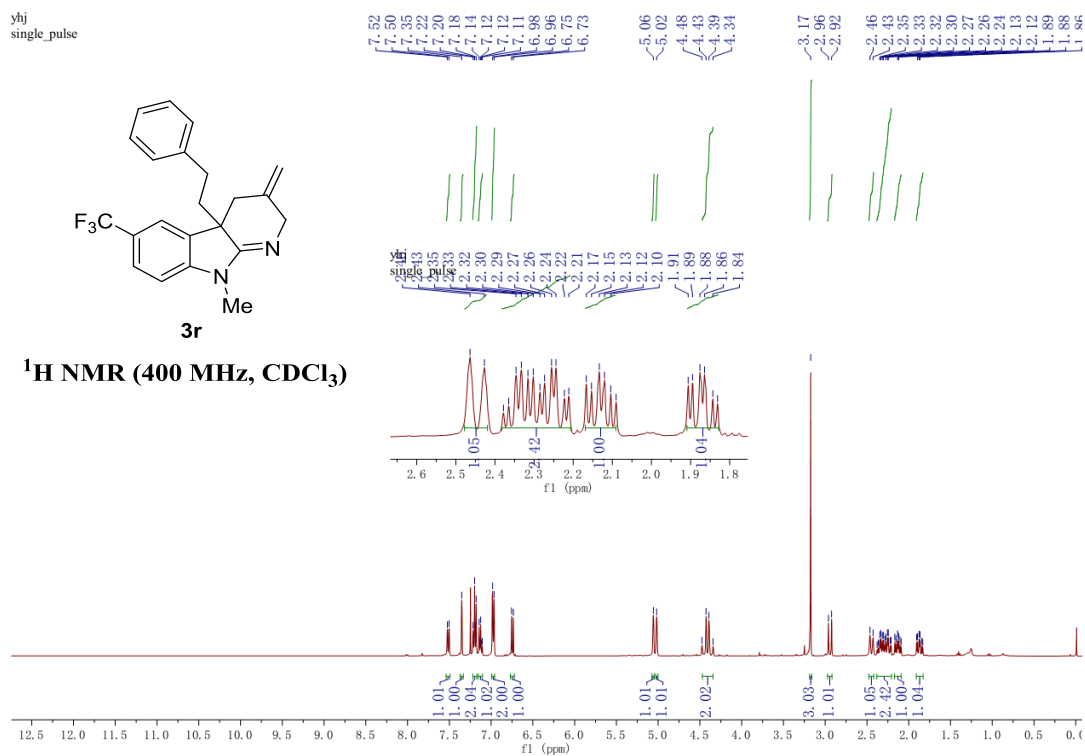 yhj
single_pulse
7.52 7.50 7.35 7.22 7.20 7.18 7.14 7.12 7.12 7.11 6.98 6.96 6.75 6.73 5.06 5.02 4.48 4.43 4.39 4.34 3.17 2.96 2.92 2.46 2.43 2.35 2.33 2.32 2.30 2.27 2.26 2.24 2.13 2.12 1.89 1.88 1.86
F3C
N
N
Me
3r
¹H NMR (400 MHz, CDCl₃)
yhj
single_pulse
2.35 2.33 2.32 2.30 2.29 2.27 2.26 2.24 2.22 2.21 2.17 2.15 2.13 2.12 2.10 1.91 1.89 1.88 1.86 1.84
1.05 2.42 1.00 1.04
2.6 2.5 2.4 2.3 2.2 2.1 2.0 1.9 1.8
f1 (ppm)
1.01 1.00 2.04 1.02 2.00 1.00 1.01 1.01 2.02 3.03 1.01 1.05 2.42 1.00 1.04
12.5 12.0 11.5 11.0 10.5 10.0 9.5 9.0 8.5 8.0 7.5 7.0 6.5 6.0 5.5 5.0 4.5 4.0 3.5 3.0 2.5 2.0 1.5 1.0 0.5
f1 (ppm)